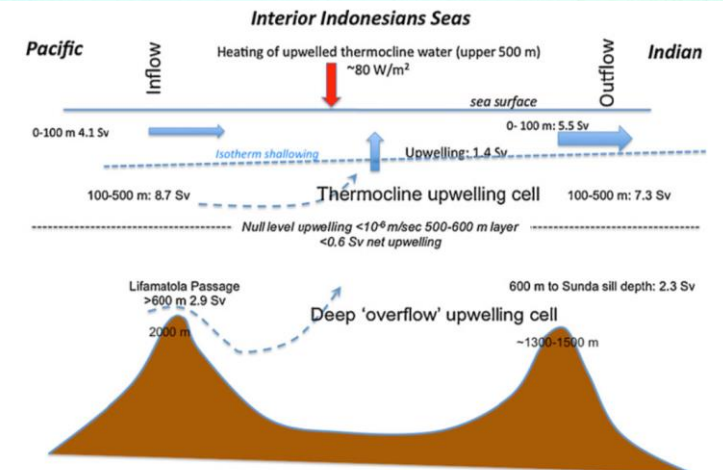 Interior Indonesians Seas
Pacific
Inflow
Heating of upwelled thermocline water (upper 500 m)
~80 W/m²
Outflow
Indian
sea surface
0-100 m 4.1 Sv
0- 100 m: 5.5 Sv
Isotherm shallowing
Upwelling: 1.4 Sv
100-500 m: 8.7 Sv
Thermocline upwelling cell
100-500 m: 7.3 Sv
Null level upwelling <10⁻⁶ m/sec 500-600 m layer
<0.6 Sv net upwelling
Lifamatola Passage
>600 m 2.9 Sv
600 m to Sunda sill depth: 2.3 Sv
Deep ‘overflow’ upwelling cell
2000 m
~1300-1500 m